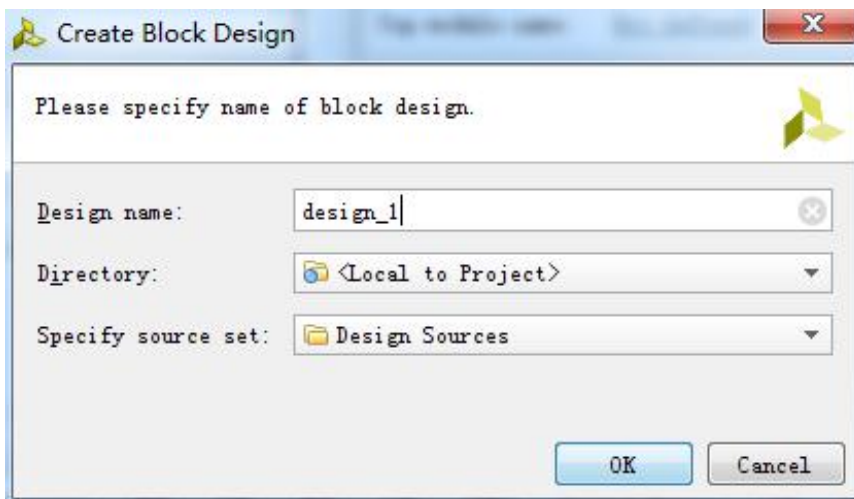 Create Block Design
Please specify name of block design.
Design name: design_1
Directory: <Local to Project>
Specify source set: Design Sources
OK Cancel